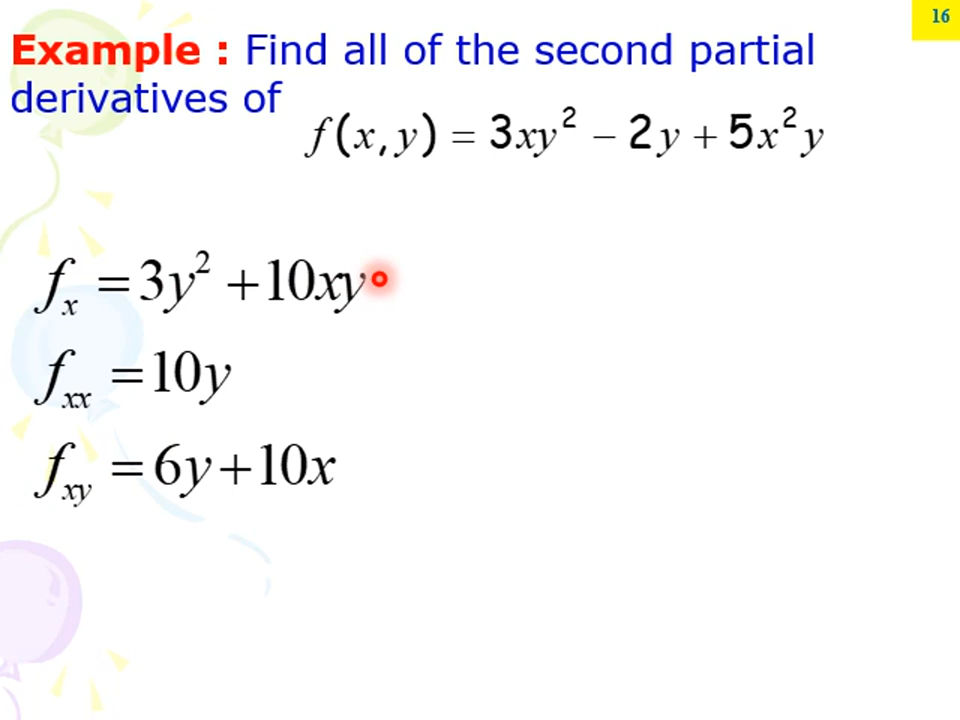 16
Example : Find all of the second partial
derivatives of
f(x,y) = 3xy² − 2y + 5x²y
fₓ = 3y² + 10xy
fₓₓ = 10y
f_xy = 6y + 10x